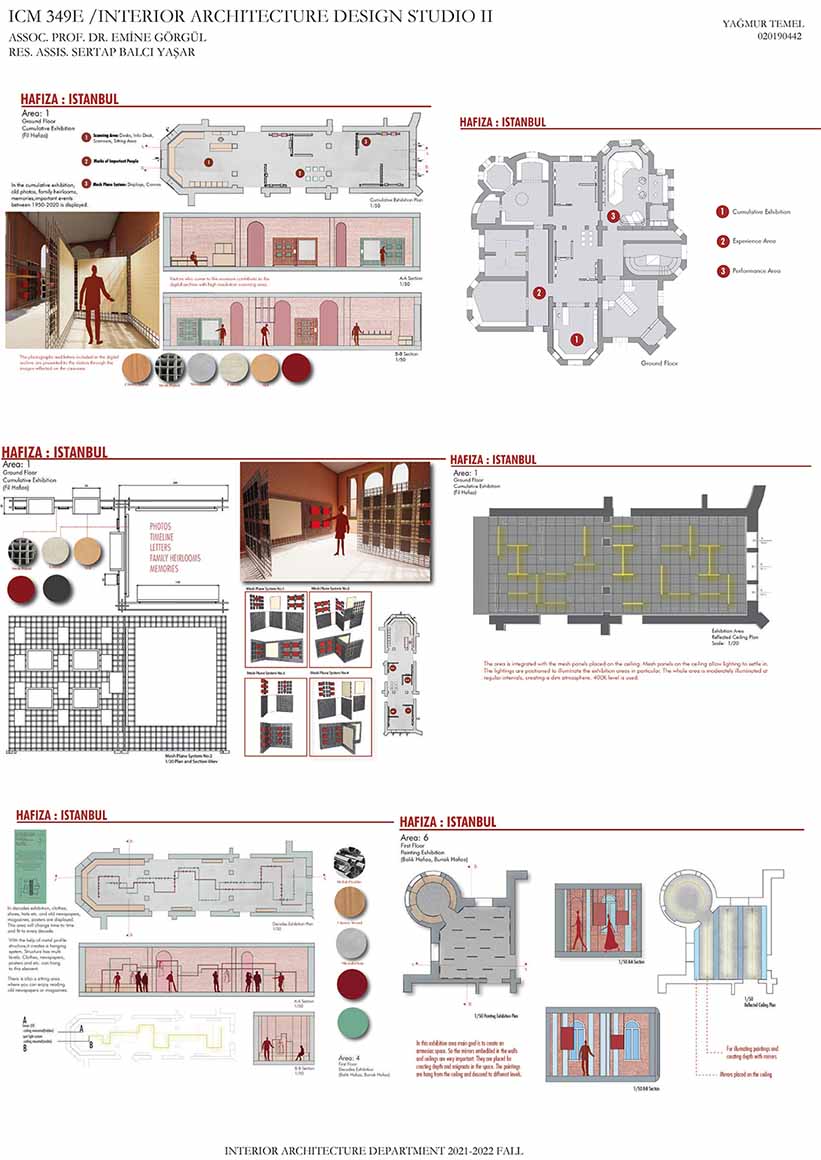 ICM 349E /INTERIOR ARCHITECTURE DESIGN STUDIO II
ASSOC. PROF. DR. EMİNE GÖRGÜL
RES. ASSIS. SERTAP BALCI YAŞAR
YAĞMUR TEMEL
020190442
HAFIZA : ISTANBUL
Area: 1
Ground Floor
Cumulative Exhibition
(Fil Hafıza)
1 Scanning Area: Desks, Info Desk,
Scanners, Sitting Area
2 Marks of Important People
3 Mesh Plane System: Displays, Canvas
In the cumulative exhibition,
old photos, family heirlooms,
memories,important events
between 1950-2020 is displayed.
Cumulative Exhibition Plan
1/50
Visitors who come to the museum contribute to the
digital archive with high resolution scanning area.
A-A Section
1/50
B-B Section
1/50
The photographs and letters included in the digital
archive are presented to the visitors through the
images reflected on the canvases.
HAFIZA : ISTANBUL
1 Cumulative Exhibition
2 Experience Area
3 Performance Area
Ground Floor
HAFIZA : ISTANBUL
Area: 1
Ground Floor
Cumulative Exhibition
(Fil Hafıza)
PHOTOS
TIMELINE
LETTERS
FAMILY HEIRLOOMS
MEMORIES
Mesh Plane System No.1
Mesh Plane System No.2
Mesh Plane System No.3
Mesh Plane System No.4
Mesh Plane System No.2
1/20 Plan and Section Wiev
HAFIZA : ISTANBUL
Area: 1
Ground Floor
Cumulative Exhibition
(Fil Hafıza)
Exhibition Area
Reflected Ceiling Plan
Scale: 1/20
The area is integrated with the mesh panels placed on the ceiling. Mesh panels on the ceiling allow lighting to settle in.
The lightings are positioned to illuminate the exhibition areas in particular. The whole area is moderately illuminated at
regular intervals, creating a dim atmosphere. 400K level is used.
HAFIZA : ISTANBUL
In decades exhibition, clothes,
shoes, hats etc. and old newspapers,
magazines, posters are displayed.
This area will change time to time
and fit to every decade.
With the help of metal profile
structure,it creates a hanging
system. Structure has multi
levels. Clothes, newspapers,
posters and etc. can hang
to this element.
There is also a sitting area
where you can enjoy reading
old newspapers or magazines.
Decades Exhibition Plan
1/50
A-A Section
1/50
A
B
A
B
B-B Section
1/50
Area: 4
First Floor
Decades Exhibition
(Balık Hafıza, Burnak Hafıza)
HAFIZA : ISTANBUL
Area: 6
First Floor
Painting Exhibition
(Balık Hafıza, Burnak Hafıza)
1/50 Painting Exhibition Plan
1/50 A-A Section
1/50
Reflected Ceiling Plan
In this exhibition area main goal is to create an
armonious space. So the mirrors embedded in the walls
and ceilings are very important. They are placed for
creating depth and enigmata in the space. The paintings
are hang from the ceiling and descend to different levels.
1/50 B-B Section
For illuminating paintings and
creating depth with mirrors.
Mirrors placed on the ceiling
INTERIOR ARCHITECTURE DEPARTMENT 2021-2022 FALL